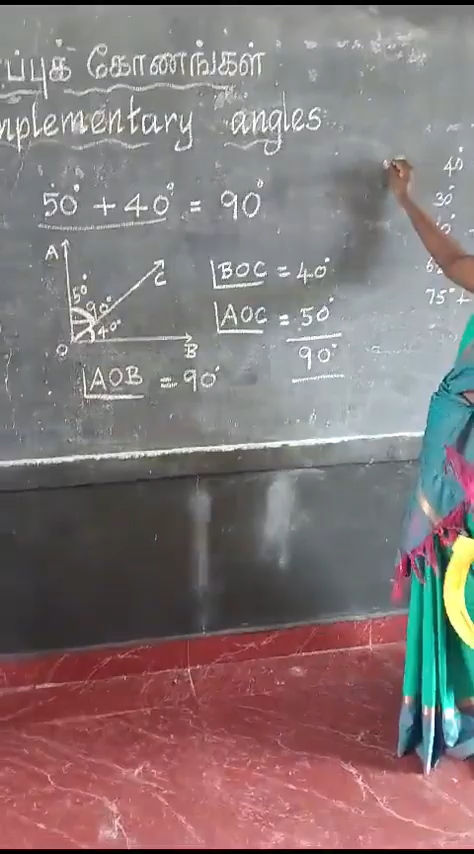 ப்புக் கோணங்கள்
mplementary angles
50° + 40° = 90°
A
C
50°
90°
40°
O
B
∠BOC = 40°
∠AOC = 50°
90°
∠AOB = 90°
40°
30°
75° +